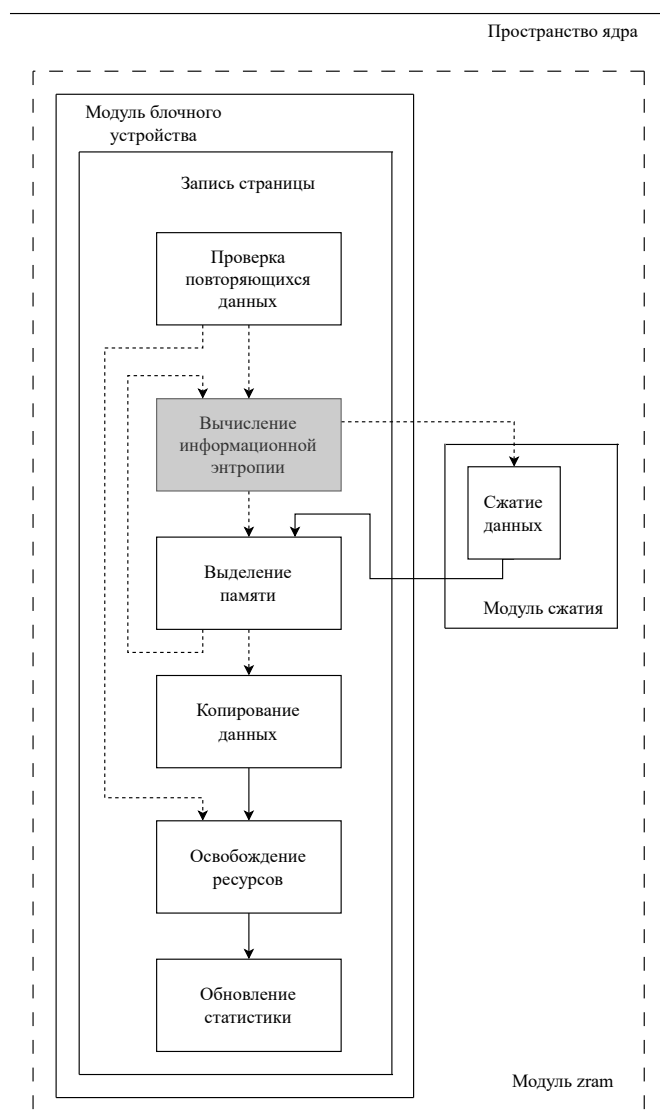 Пространство ядра
Модуль блочного
устройства
Запись страницы
Проверка
повторяющихся
данных
Вычисление
информационной
энтропии
Сжатие
данных
Выделение
памяти
Модуль сжатия
Копирование
данных
Освобождение
ресурсов
Обновление
статистики
Модуль zram